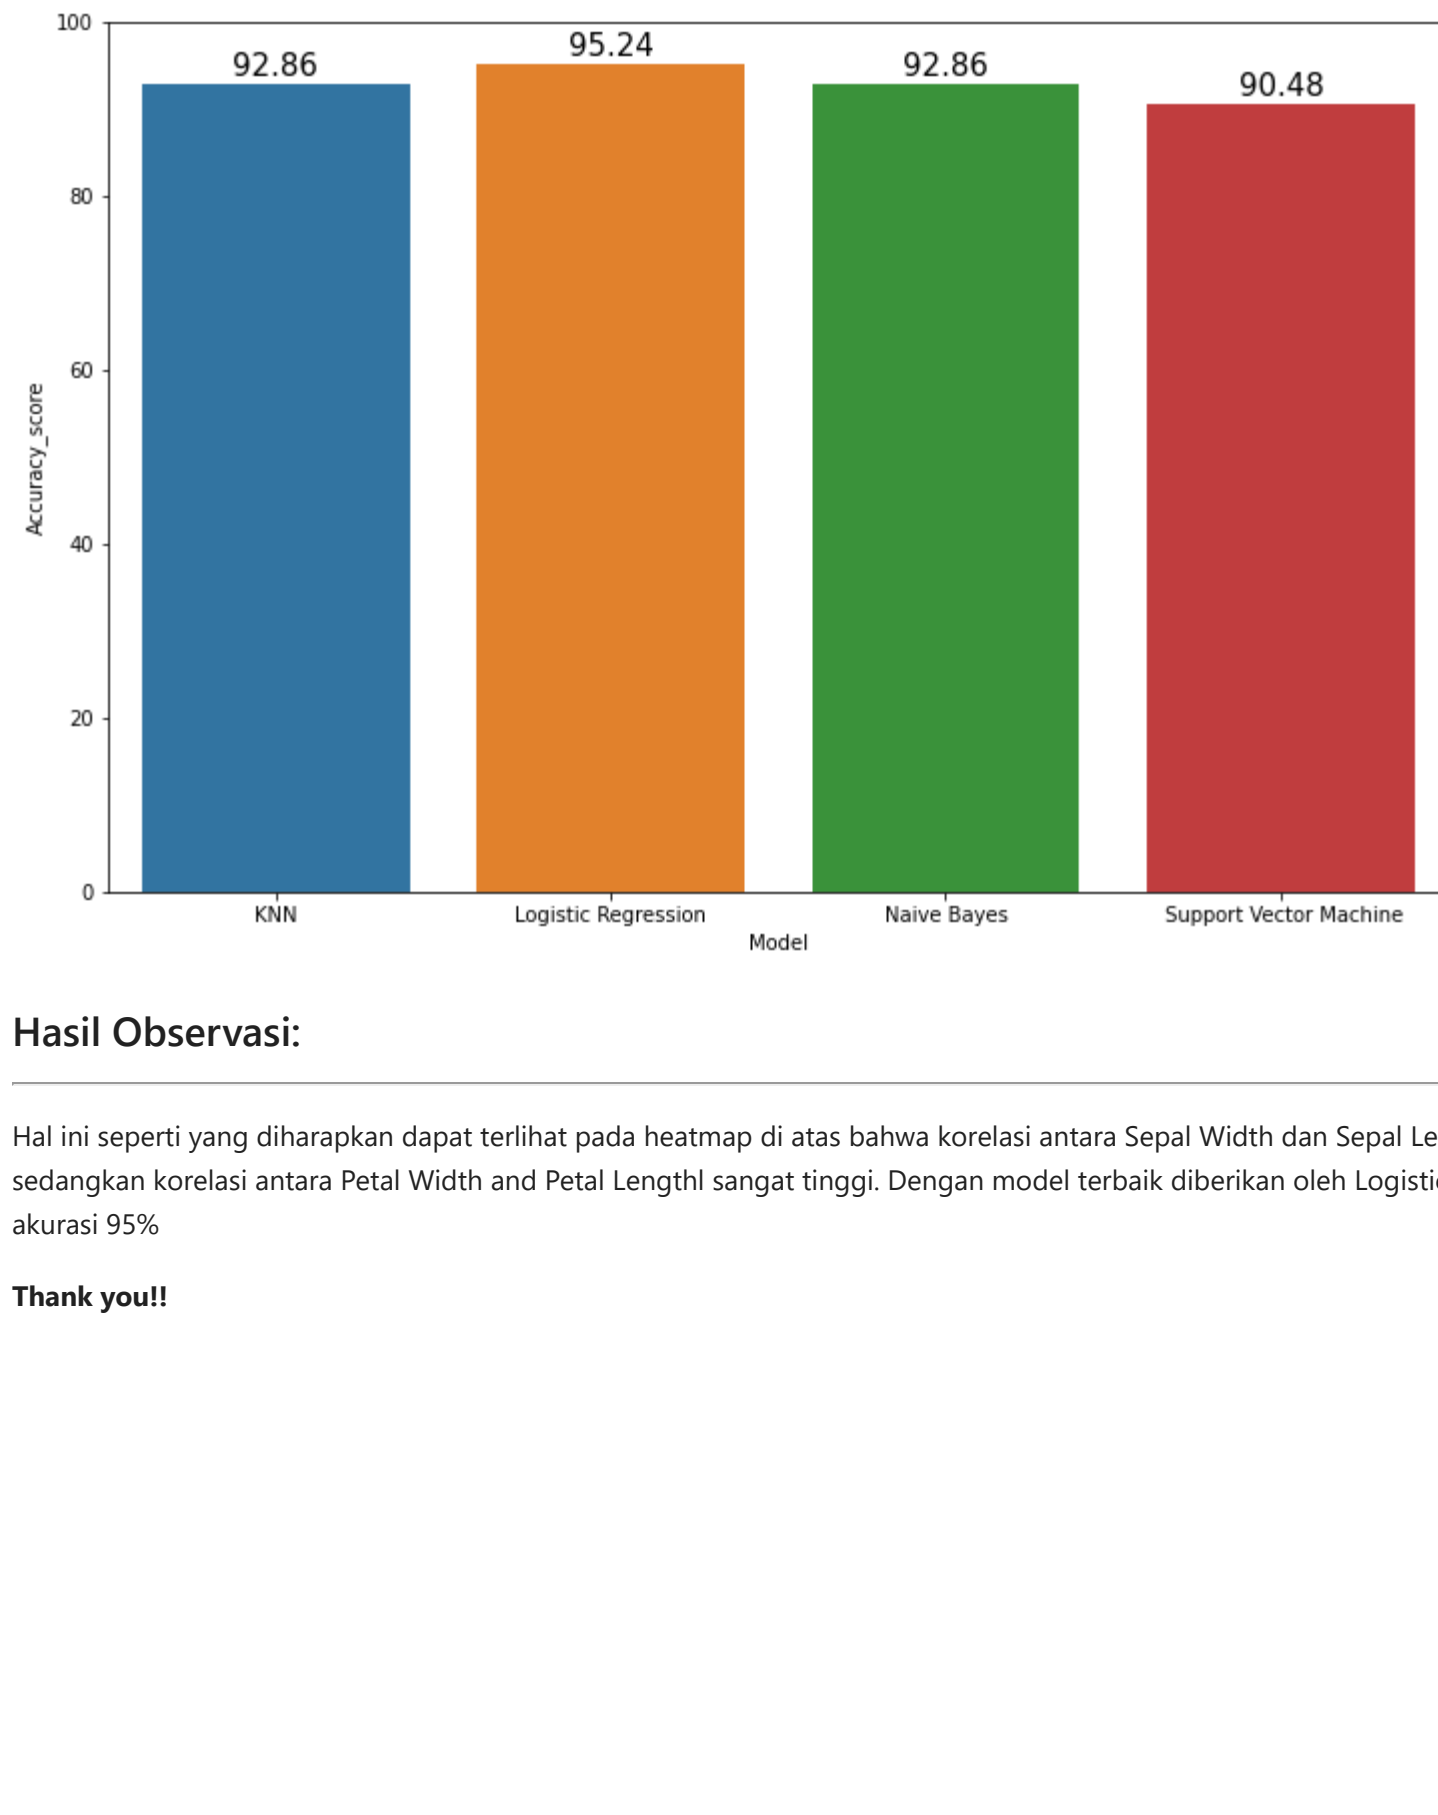 100
92.86
95.24
92.86
90.48
80
60
40
20
0
Accuracy_score
KNN
Logistic Regression
Naive Bayes
Support Vector Machine
Model
Hasil Observasi:
Hal ini seperti yang diharapkan dapat terlihat pada heatmap di atas bahwa korelasi antara Sepal Width dan Sepal Le
sedangkan korelasi antara Petal Width and Petal Lengthl sangat tinggi. Dengan model terbaik diberikan oleh Logisti
akurasi 95%
Thank you!!